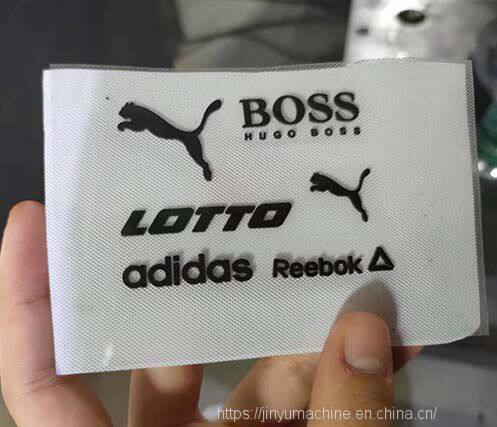 BOSS
HUGO BOSS
LOTTO
adidas
Reebok
https://jinyumachine.en.china.cn/